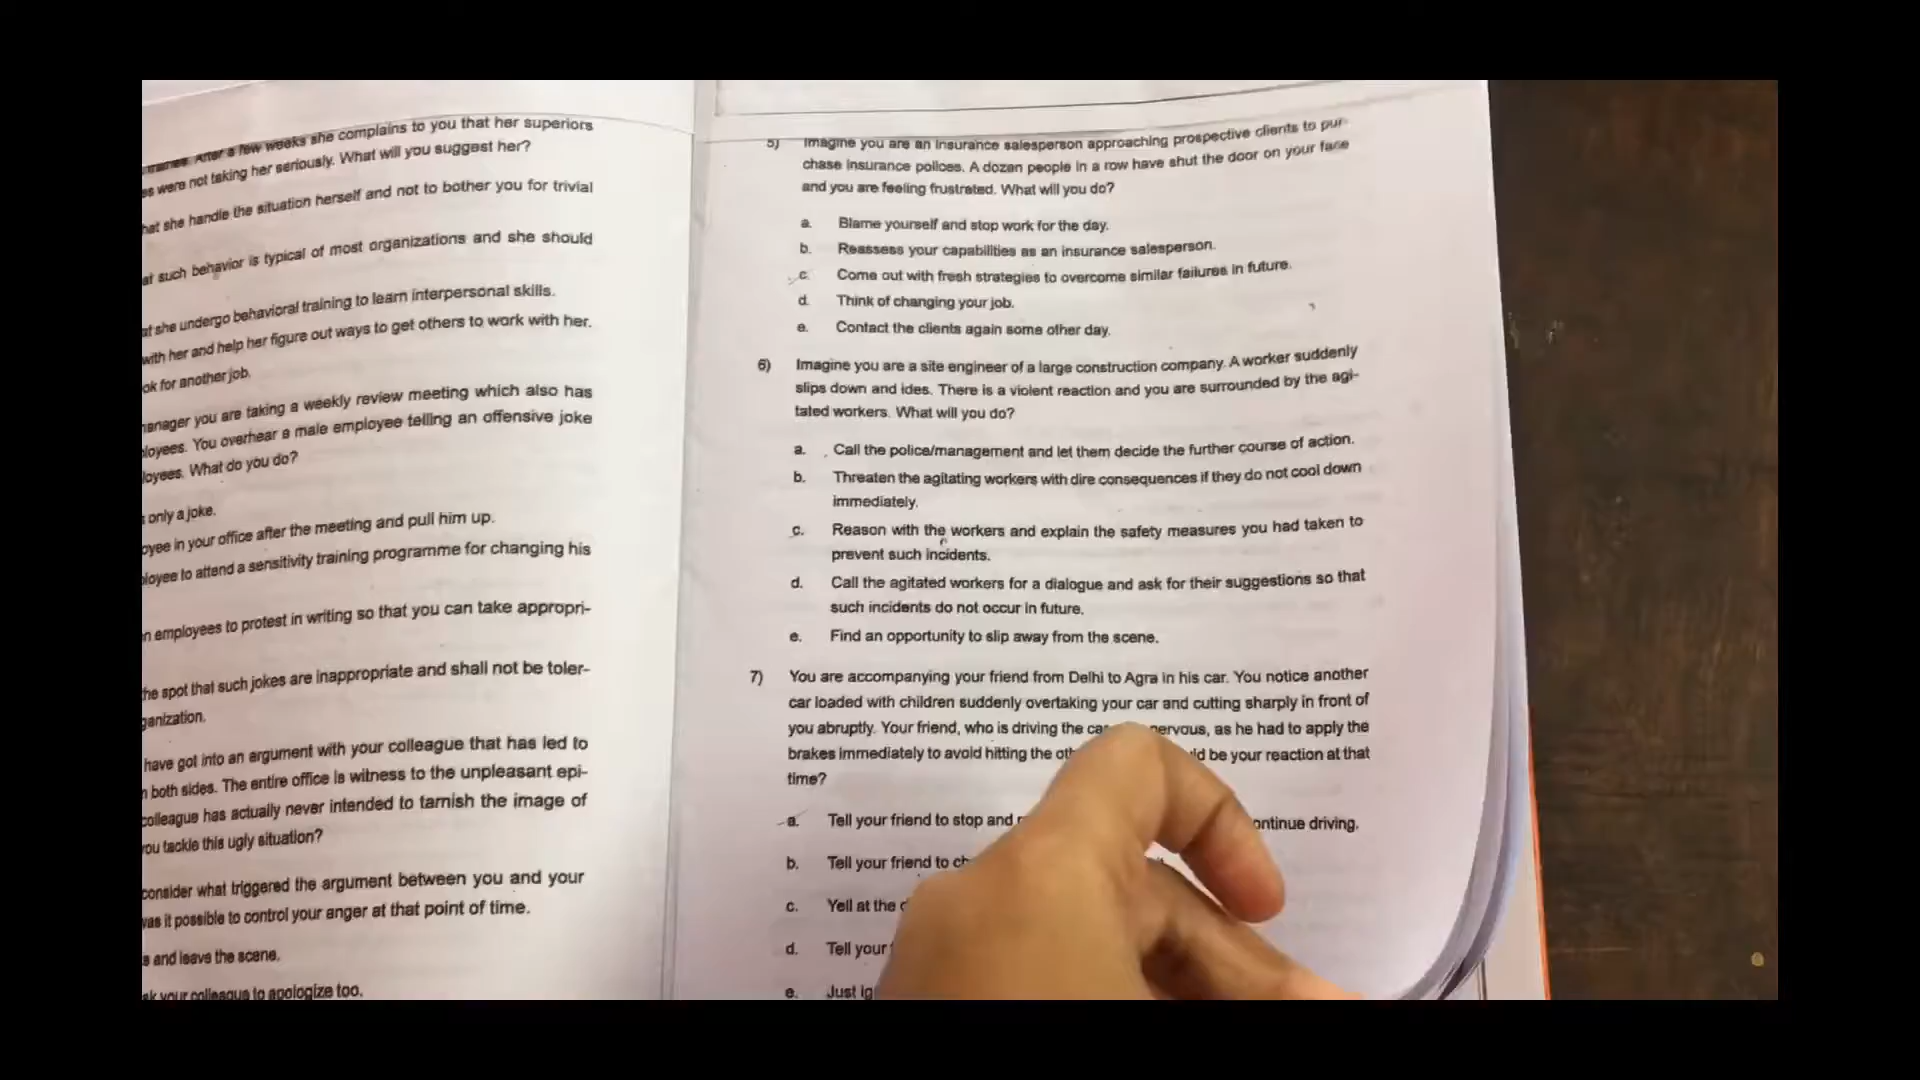 After a few weeks she complains to you that her superiors
were not taking her seriously. What will you suggest her?
she handle the situation herself and not to bother you for trivial
such behavior is typical of most organizations and she should
she undergo behavioral training to learn interpersonal skills.
with her and help her figure out ways to get others to work with her.
for another job.
you are taking a weekly review meeting which also has
You overhear a male employee telling an offensive joke
What do you do?
only a joke.
in your office after the meeting and pull him up.
to attend a sensitivity training programme for changing his
employees to protest in writing so that you can take appropri-
spot that such jokes are inappropriate and shall not be toler-
have got into an argument with your colleague that has led to
both sides. The entire office is witness to the unpleasant epi-
colleague has actually never intended to tarnish the image of
you tackle this ugly situation?
consider what triggered the argument between you and your
was it possible to control your anger at that point of time.
and leave the scene.
your colleague to apologize too.
5) Imagine you are an insurance salesperson approaching prospective clients to pur-
chase insurance polices. A dozen people in a row have shut the door on your face
and you are feeling frustrated. What will you do?
a. Blame yourself and stop work for the day.
b. Reassess your capabilities as an insurance salesperson.
c. Come out with fresh strategies to overcome similar failures in future.
d. Think of changing your job.
e. Contact the clients again some other day.
6) Imagine you are a site engineer of a large construction company. A worker suddenly
slips down and ides. There is a violent reaction and you are surrounded by the agi-
tated workers. What will you do?
a. Call the police/management and let them decide the further course of action.
b. Threaten the agitating workers with dire consequences if they do not cool down
immediately.
c. Reason with the workers and explain the safety measures you had taken to
prevent such incidents.
d. Call the agitated workers for a dialogue and ask for their suggestions so that
such incidents do not occur in future.
e. Find an opportunity to slip away from the scene.
7) You are accompanying your friend from Delhi to Agra in his car. You notice another
car loaded with children suddenly overtaking your car and cutting sharply in front of
you abruptly. Your friend, who is driving the nervous, as he had to apply the
brakes immediately to avoid hitting the be your reaction at that
time?
a. Tell your friend to stop and continue driving.
b. Tell your friend to
c. Yell at the
d. Tell your
e. Just